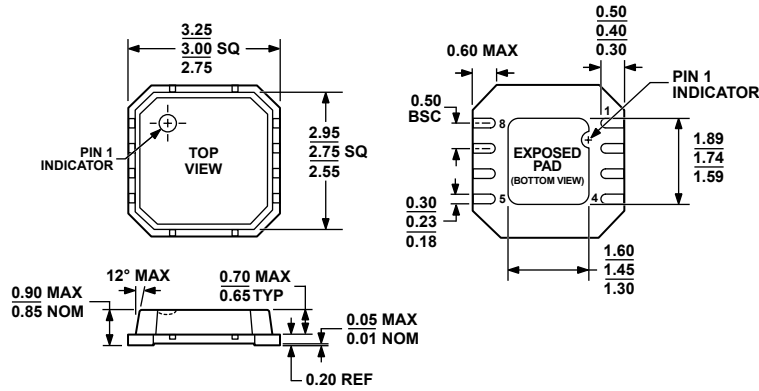 3.25
3.00 SQ
2.75
PIN 1
INDICATOR
TOP
VIEW
2.95
2.75 SQ
2.55
0.60 MAX
0.50
0.40
0.30
PIN 1
INDICATOR
0.50
BSC
8
1
EXPOSED
PAD
(BOTTOM VIEW)
5
4
1.89
1.74
1.59
0.30
0.23
0.18
1.60
1.45
1.30
12° MAX
0.90 MAX
0.85 NOM
0.70 MAX
0.65 TYP
0.05 MAX
0.01 NOM
0.20 REF